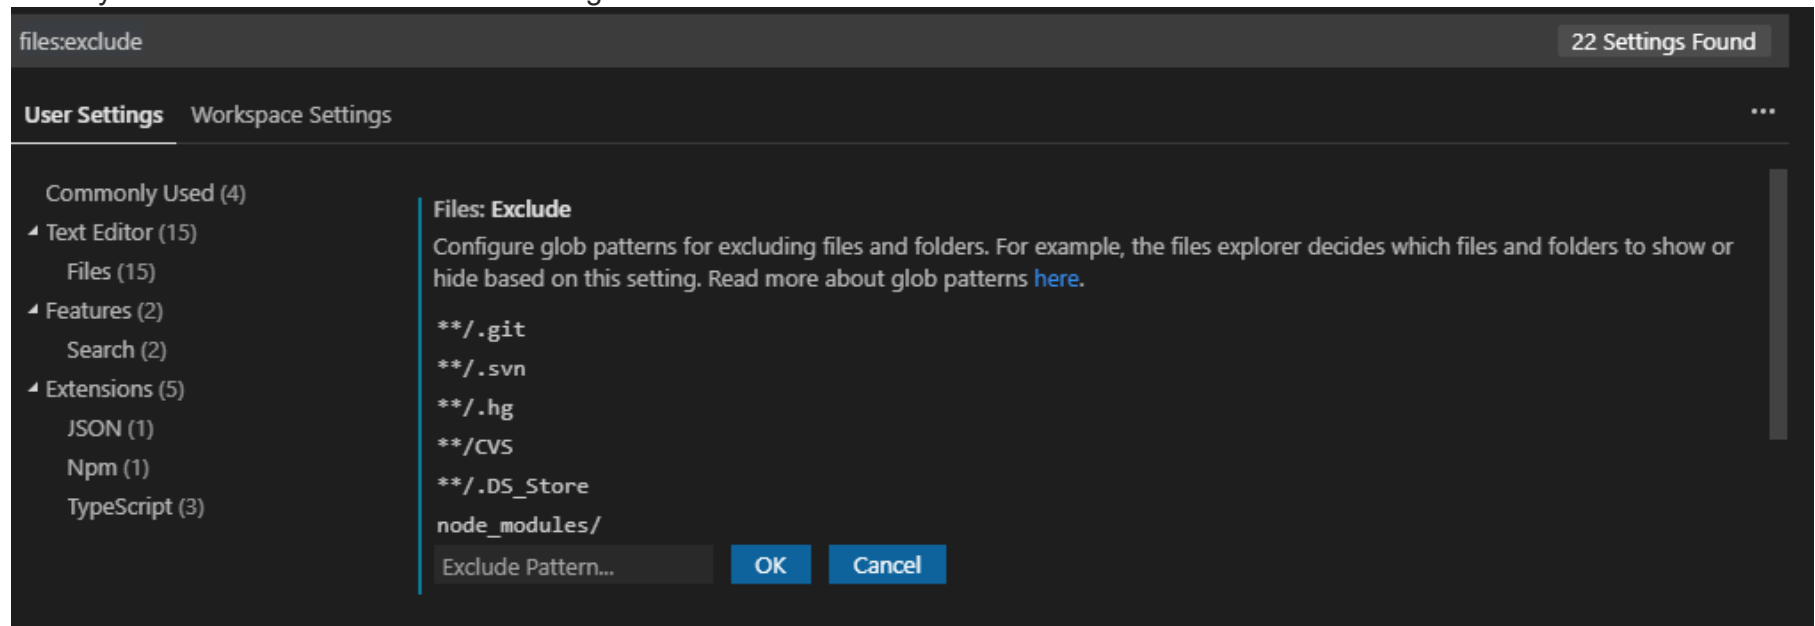 files:exclude
22 Settings Found
User Settings
Workspace Settings
...
Commonly Used (4)
Text Editor (15)
Files (15)
Features (2)
Search (2)
Extensions (5)
JSON (1)
Npm (1)
TypeScript (3)
Files: Exclude
Configure glob patterns for excluding files and folders. For example, the files explorer decides which files and folders to show or
hide based on this setting. Read more about glob patterns here.
**/.git
**/.svn
**/.hg
**/CVS
**/.DS_Store
node_modules/
Exclude Pattern...
OK
Cancel